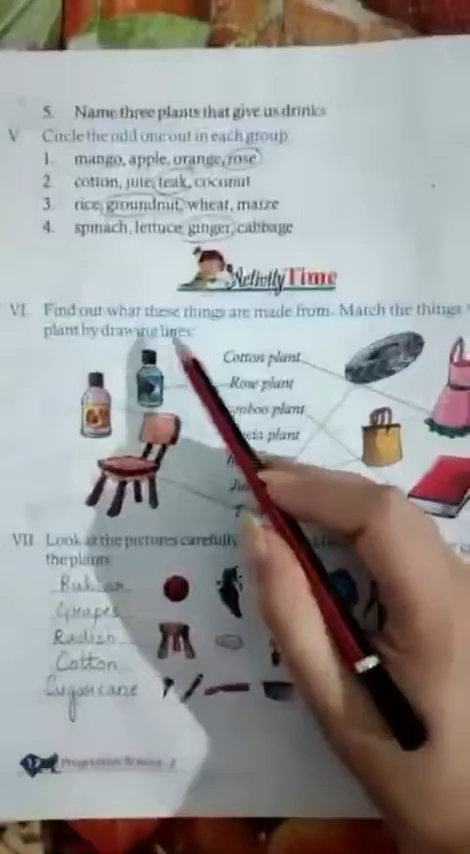 5. Name three plants that give us drinks
V Circle the odd one out in each group
1. mango, apple, orange, rose
2. cotton, jute, teak, coconut
3. rice, groundnut, wheat, maize
4. spinach, lettuce, ginger, cabbage
Activity Time
VI. Find out what these things are made from. Match the things
plant by drawing lines
Cotton plant
Rose plant
plant
plant
VII. Look at the pictures carefully
the plants
Grapes
Radish
Cotton
Sugarcane